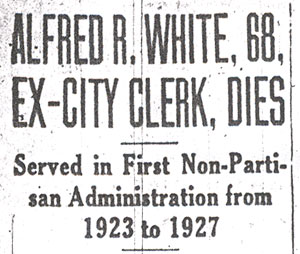 ALFRED R. WHITE, 68,
EX-CITY CLERK, DIES
Served in First Non-Parti-
san Administration from
1923 to 1927